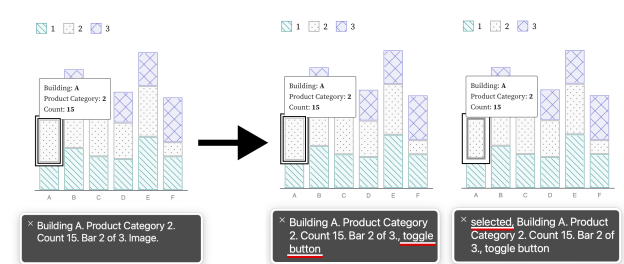 1 2 3
Building: A
Product Category: 2
Count: 15
A B C D E F
× Building A. Product Category 2.
Count 15. Bar 2 of 3. Image.
1 2 3
Building: A
Product Category: 2
Count: 15
A B C D E F
× Building A. Product Category
2. Count 15. Bar 2 of 3., toggle
button
1 2 3
Building: A
Product Category: 2
Count: 15
A B C D E F
× selected, Building A. Product
Category 2. Count 15. Bar 2 of
3., toggle button